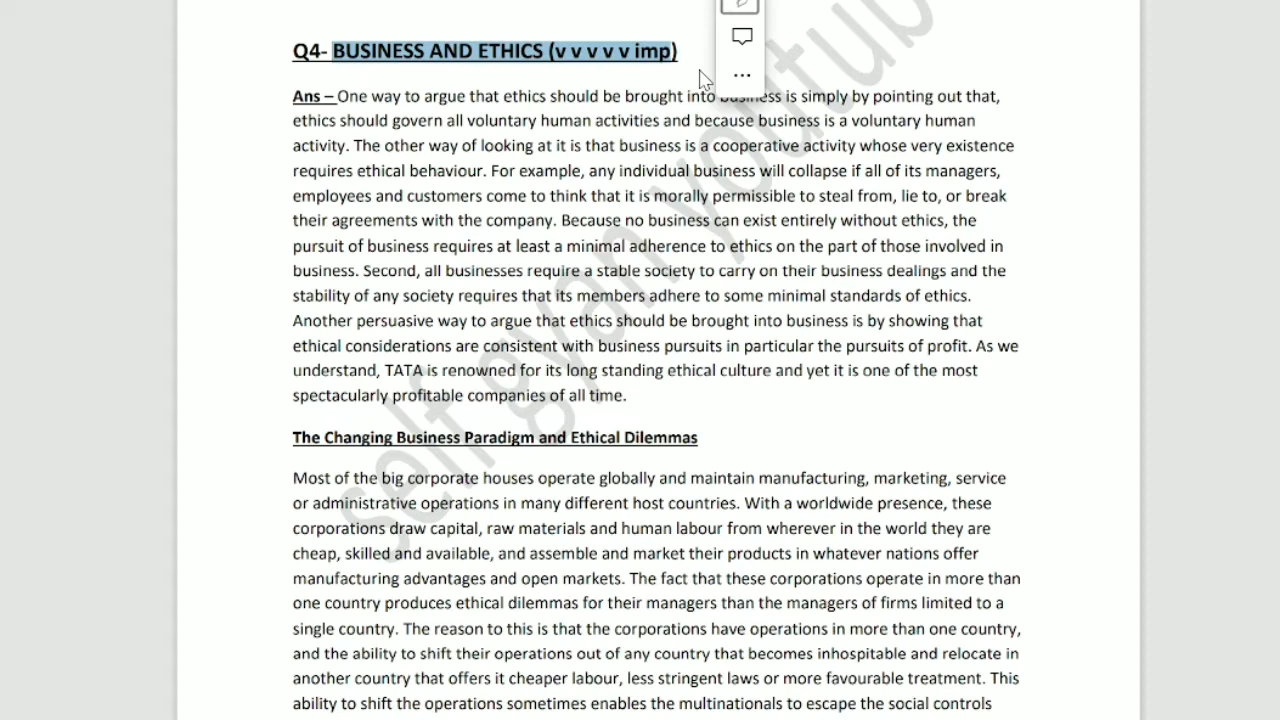 Q4- BUSINESS AND ETHICS (v v v v v imp)
Ans – One way to argue that ethics should be brought into business is simply by pointing out that,
ethics should govern all voluntary human activities and because business is a voluntary human
activity. The other way of looking at it is that business is a cooperative activity whose very existence
requires ethical behaviour. For example, any individual business will collapse if all of its managers,
employees and customers come to think that it is morally permissible to steal from, lie to, or break
their agreements with the company. Because no business can exist entirely without ethics, the
pursuit of business requires at least a minimal adherence to ethics on the part of those involved in
business. Second, all businesses require a stable society to carry on their business dealings and the
stability of any society requires that its members adhere to some minimal standards of ethics.
Another persuasive way to argue that ethics should be brought into business is by showing that
ethical considerations are consistent with business pursuits in particular the pursuits of profit. As we
understand, TATA is renowned for its long standing ethical culture and yet it is one of the most
spectacularly profitable companies of all time.
The Changing Business Paradigm and Ethical Dilemmas
Most of the big corporate houses operate globally and maintain manufacturing, marketing, service
or administrative operations in many different host countries. With a worldwide presence, these
corporations draw capital, raw materials and human labour from wherever in the world they are
cheap, skilled and available, and assemble and market their products in whatever nations offer
manufacturing advantages and open markets. The fact that these corporations operate in more than
one country produces ethical dilemmas for their managers than the managers of firms limited to a
single country. The reason to this is that the corporations have operations in more than one country,
and the ability to shift their operations out of any country that becomes inhospitable and relocate in
another country that offers it cheaper labour, less stringent laws or more favourable treatment. This
ability to shift the operations sometimes enables the multinationals to escape the social controls
self gyan youtub